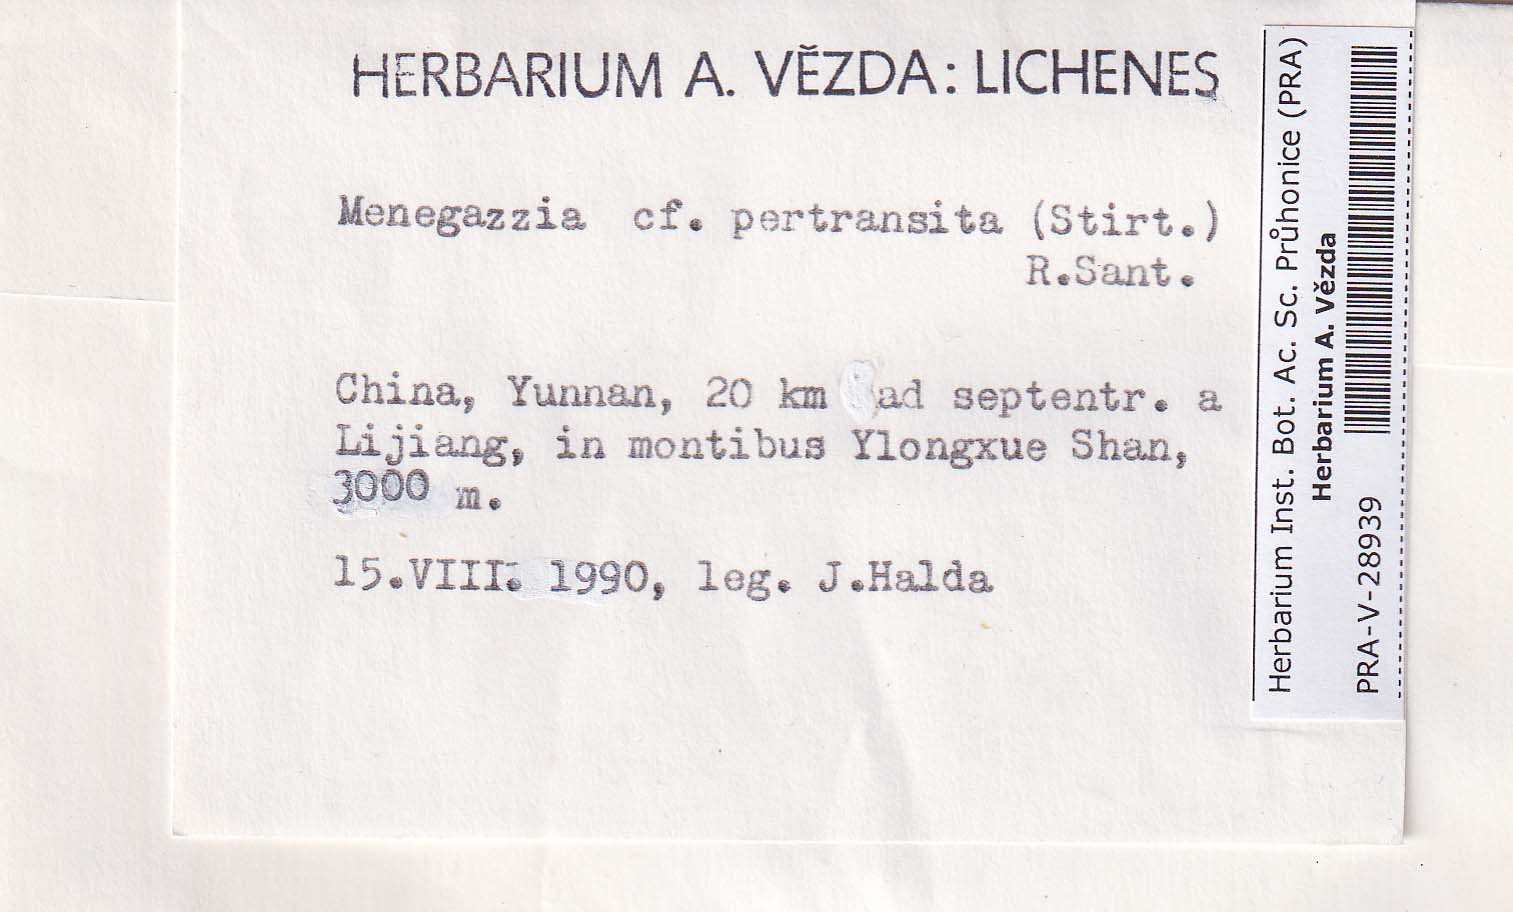 HERBARIUM A. VĚZDA: LICHENES
Menegazzia cf. pertransita (Stirt.)
R.Sant.
China, Yunnan, 20 km ad septentr. a
Lijiang, in montibus Ylongxue Shan,
3000 m.
15.VIII. 1990, leg. J.Halda
Herbarium Inst. Bot. Ac. Sc. Průhonice (PRA)
Herbarium A. Vězda
PRA-V-28939